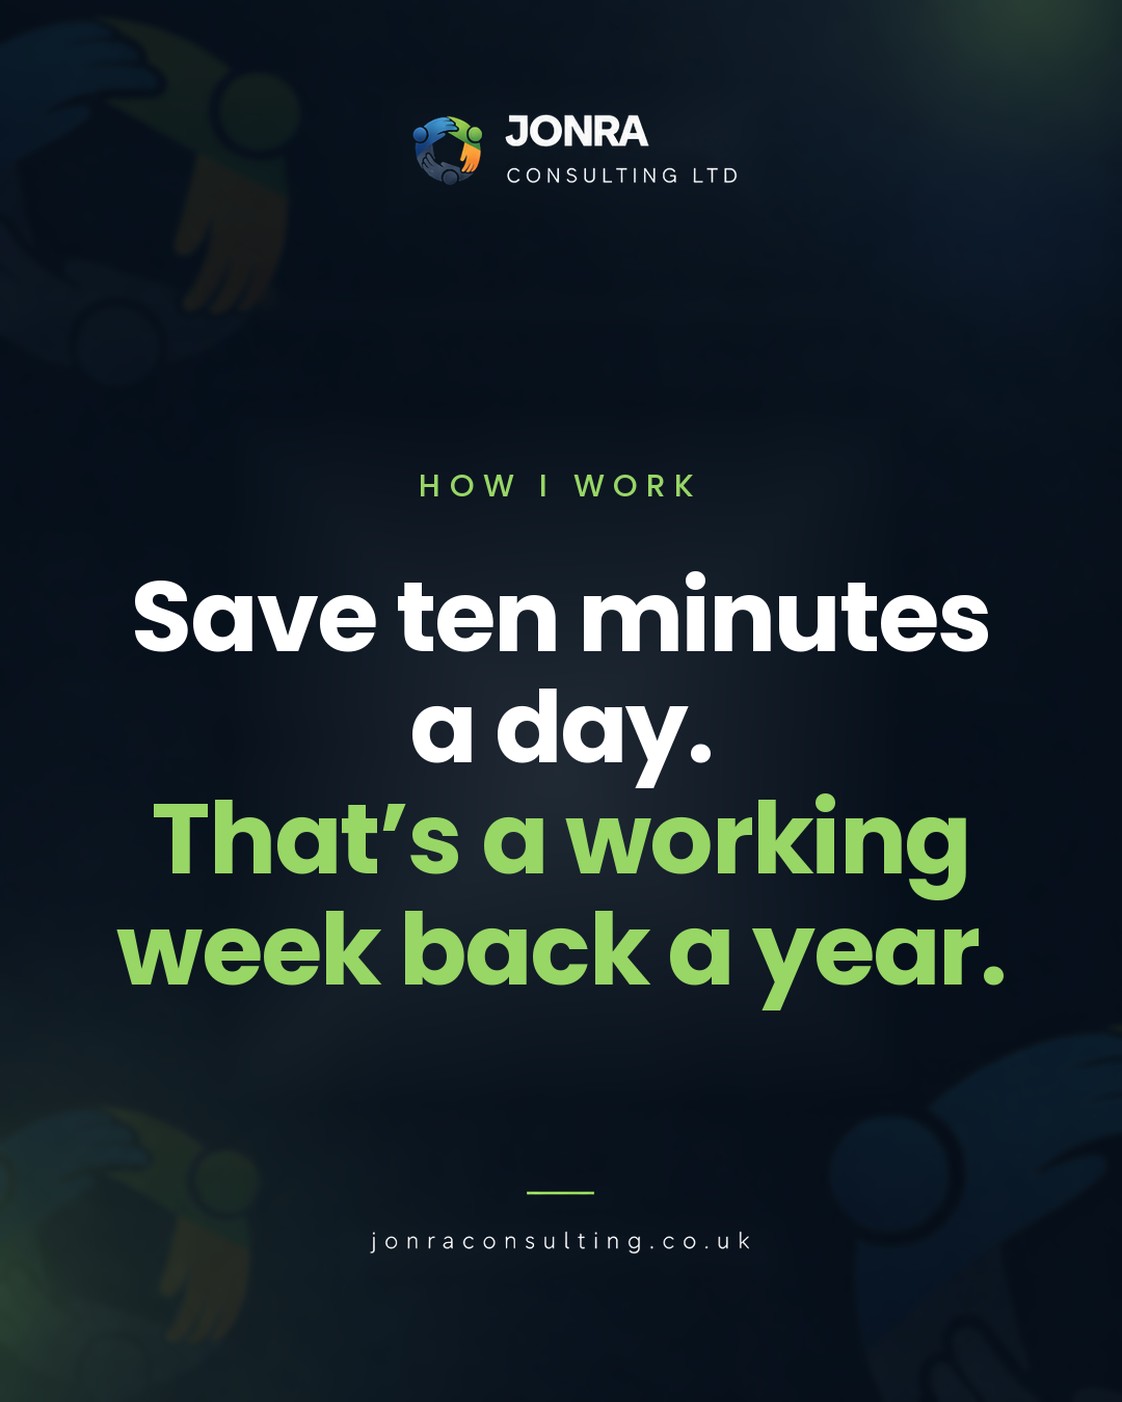 JONRA
CONSULTING LTD
HOW I WORK
Save ten minutes
a day.
That’s a working
week back a year.
jonraconsulting.co.uk